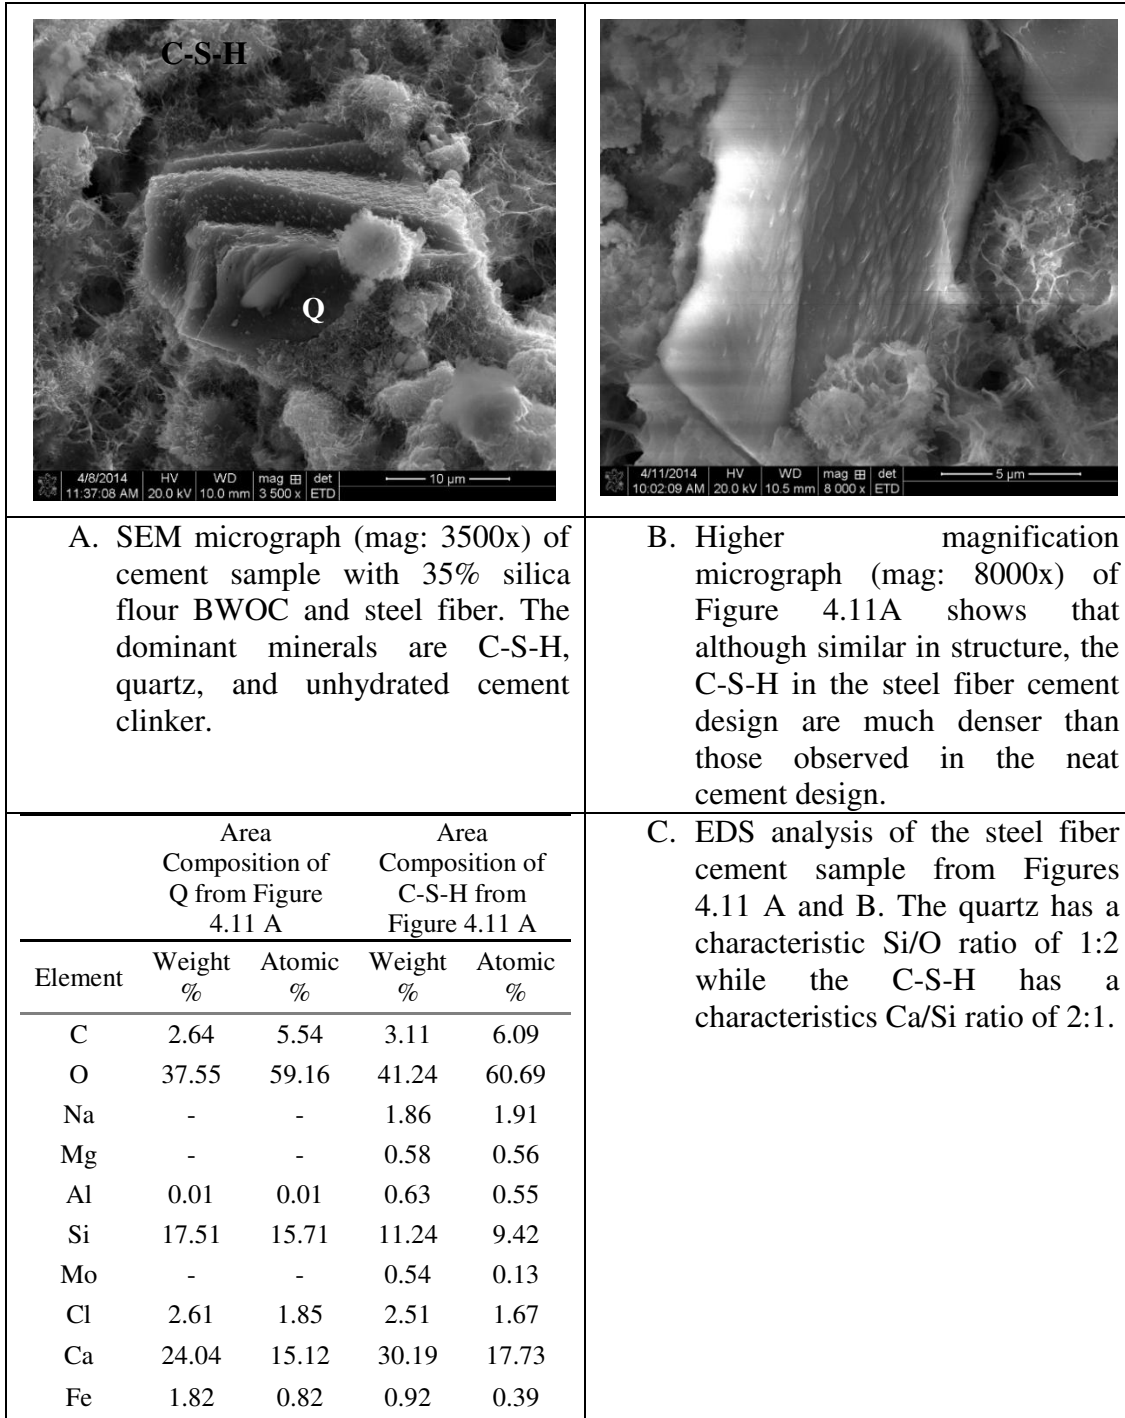 C-S-H
Q
4/8/2014 HV WD mag ⊞ det 10 µm
11:37:08 AM 20.0 kV 10.0 mm 3 500 x ETD
4/11/2014 HV WD mag ⊞ det 5 µm
10:02:09 AM 20.0 kV 10.5 mm 8 000 x ETD
A. SEM micrograph (mag: 3500x) of
cement sample with 35% silica
flour BWOC and steel fiber. The
dominant minerals are C-S-H,
quartz, and unhydrated cement
clinker.
B. Higher magnification
micrograph (mag: 8000x) of
Figure 4.11A shows that
although similar in structure, the
C-S-H in the steel fiber cement
design are much denser than
those observed in the neat
cement design.
Area Area
Composition of Composition of
Q from Figure C-S-H from
4.11 A Figure 4.11 A
Element Weight % Atomic % Weight % Atomic %
C 2.64 5.54 3.11 6.09
O 37.55 59.16 41.24 60.69
Na - - 1.86 1.91
Mg - - 0.58 0.56
Al 0.01 0.01 0.63 0.55
Si 17.51 15.71 11.24 9.42
Mo - - 0.54 0.13
Cl 2.61 1.85 2.51 1.67
Ca 24.04 15.12 30.19 17.73
Fe 1.82 0.82 0.92 0.39
C. EDS analysis of the steel fiber
cement sample from Figures
4.11 A and B. The quartz has a
characteristic Si/O ratio of 1:2
while the C-S-H has a
characteristics Ca/Si ratio of 2:1.